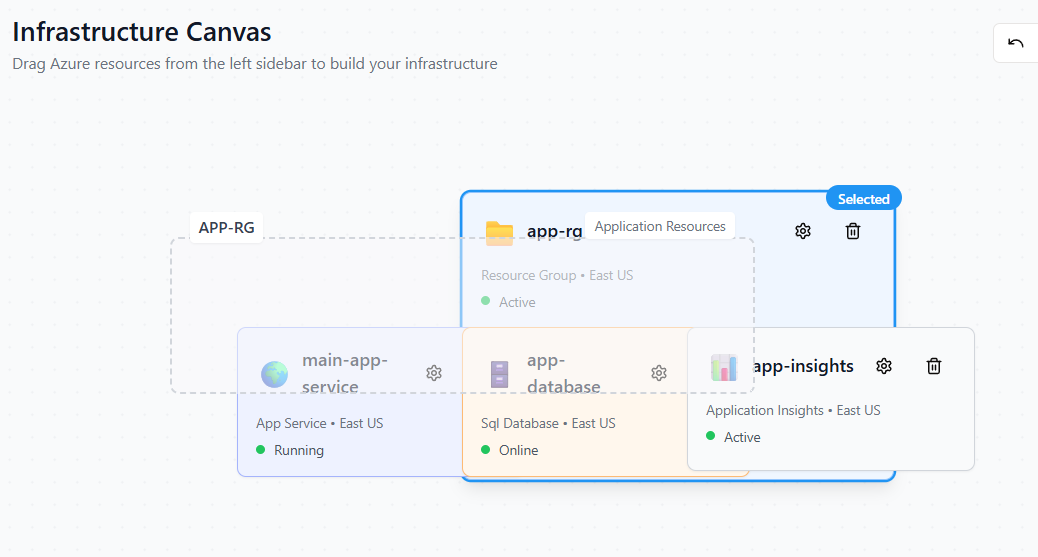 Infrastructure Canvas
Drag Azure resources from the left sidebar to build your infrastructure
Selected
APP-RG
app-rg
Application Resources
Resource Group • East US
Active
main-app-
service
App Service • East US
Running
app-
database
Sql Database • East US
Online
app-insights
Application Insights • East US
Active